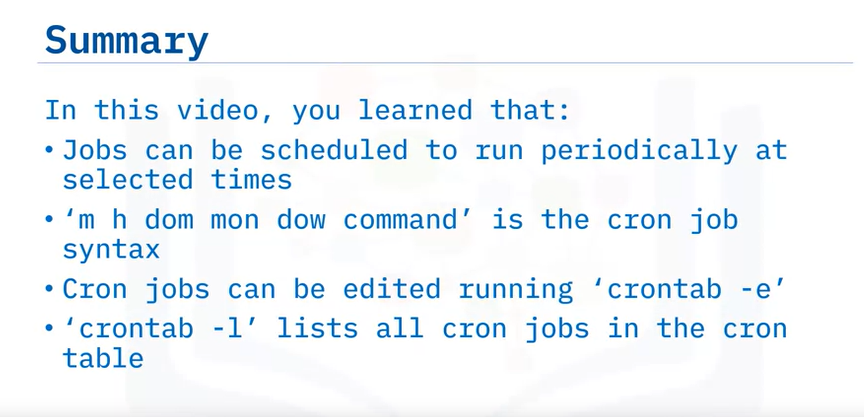 Summary
In this video, you learned that:
• Jobs can be scheduled to run periodically at
selected times
• ‘m h dom mon dow command’ is the cron job
syntax
• Cron jobs can be edited running ‘crontab -e’
• ‘crontab -l’ lists all cron jobs in the cron
table